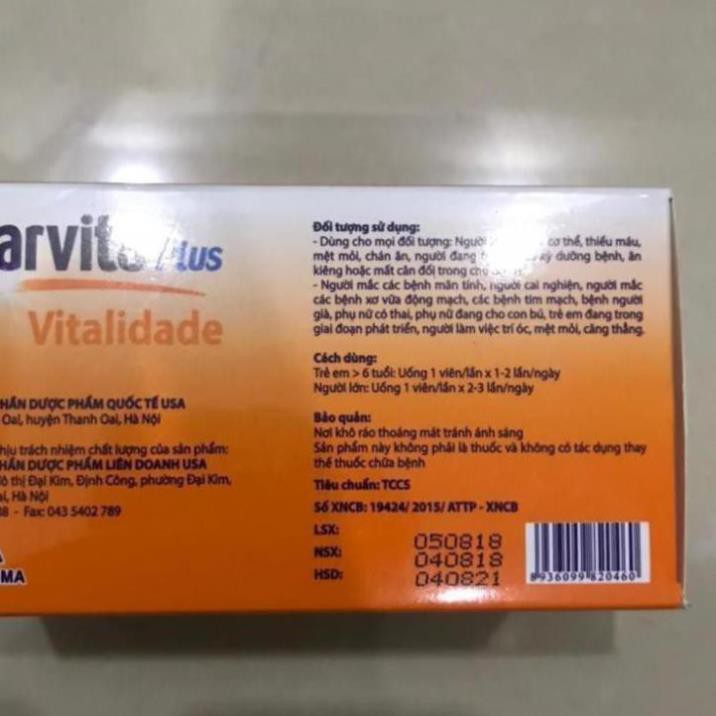 arvito Plus
Vitalidade
HẦN DƯỢC PHẨM QUỐC TẾ USA
Oai, huyện Thanh Oai, Hà Nội
hịu trách nhiệm chất lượng của sản phẩm:
HẦN DƯỢC PHẨM LIÊN DOANH USA
ô thị Đại Kim, Định Công, phường Đại Kim,
ai, Hà Nội
38 - Fax: 043 5402 789
MA
Đối tượng sử dụng:
- Dùng cho mọi đối tượng: Người cơ thể, thiếu máu,
mệt mỏi, chán ăn, người đang dưỡng bệnh, ăn
kiêng hoặc mất cân đối trong
- Người mắc các bệnh mãn tính, người cai nghiện, người mắc
các bệnh xơ vữa động mạch, các bệnh tim mạch, bệnh người
già, phụ nữ có thai, phụ nữ đang cho con bú, trẻ em đang trong
giai đoạn phát triển, người làm việc trí óc, mệt mỏi, căng thẳng.
Cách dùng:
Trẻ em > 6 tuổi: Uống 1 viên/lần x 1-2 lần/ngày
Người lớn: Uống 1 viên/lần x 2-3 lần/ngày
Bảo quản:
Nơi khô ráo thoáng mát tránh ánh sáng
Sản phẩm này không phải là thuốc và không có tác dụng thay
thế thuốc chữa bệnh
Tiêu chuẩn: TCCS
Số XNCB: 19424/ 2015/ ATTP - XNCB
LSX: 050818
NSX: 040818
HSD: 040821
8 936099 820460